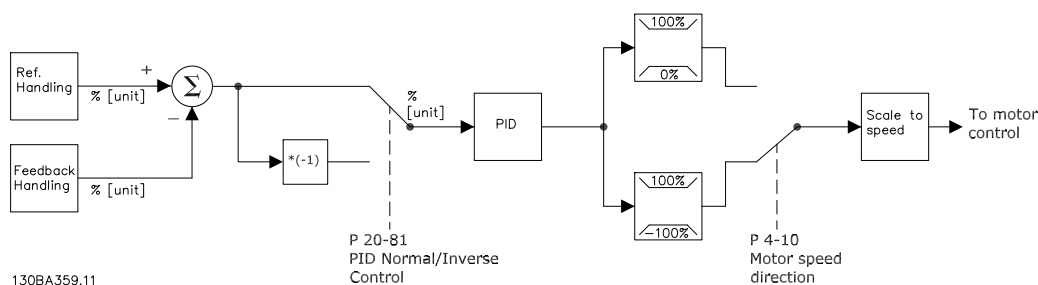 Ref.
Handling
+
% [unit]
Σ
−
Feedback
Handling
% [unit]
*(-1)
%
[unit]
PID
100%
0%
100%
-100%
Scale to
speed
To motor
control
P 20-81
PID Normal/Inverse
Control
P 4-10
Motor speed
direction
130BA359.11